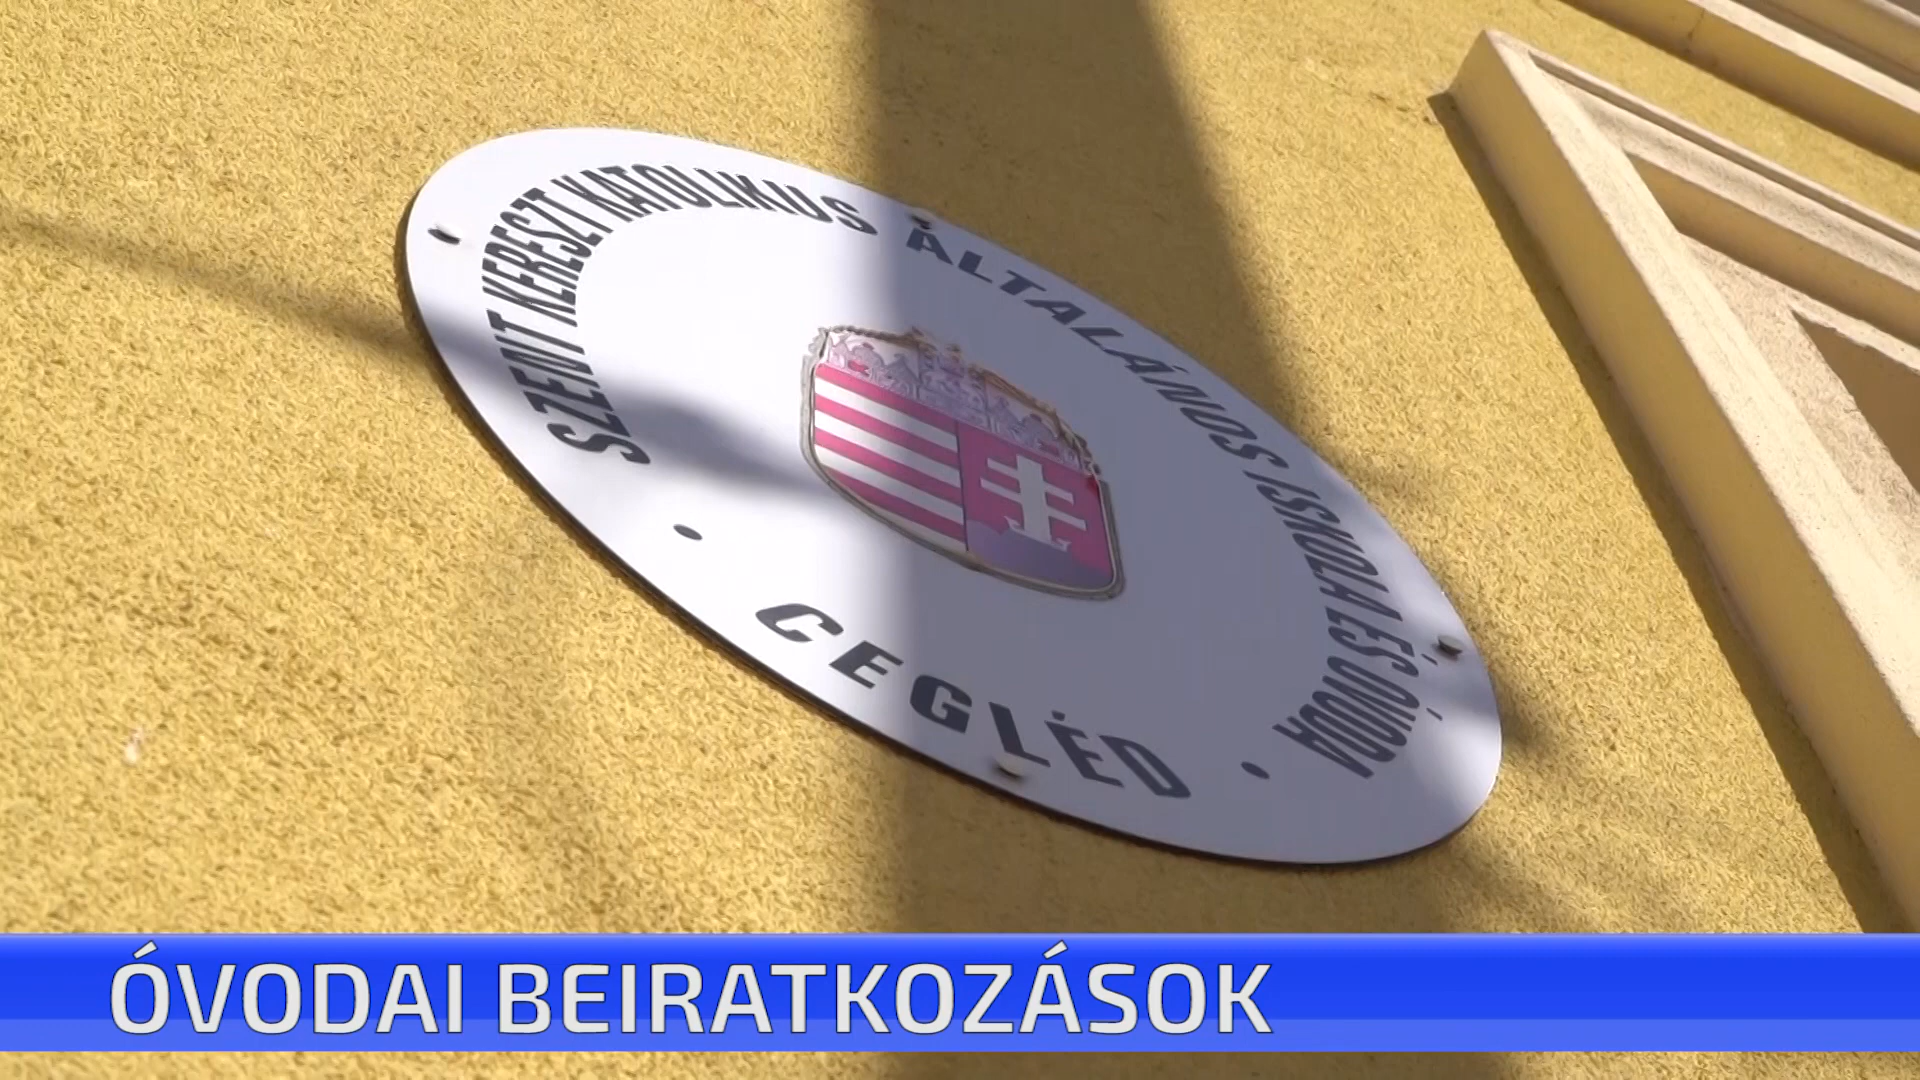 SZENT KERESZT KATOLIKUS ÁLTALÁNOS ISKOLA ÉS ÓVODA
• CEGLÉD •
ÓVODAI BEIRATKOZÁSOK